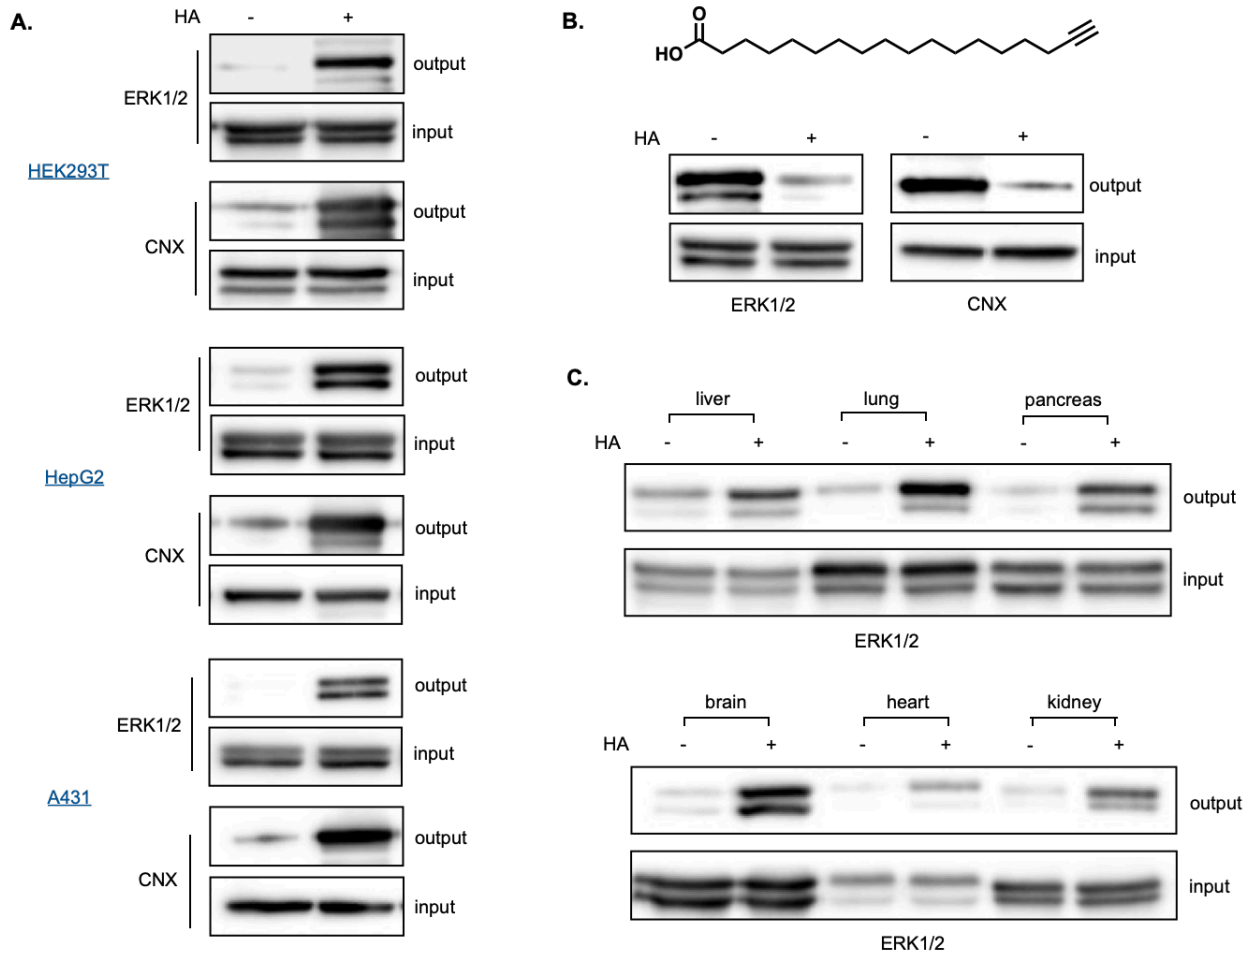 A.
HA - +
ERK1/2
output
input
HEK293T
CNX
output
input
ERK1/2
output
input
HepG2
CNX
output
input
ERK1/2
output
input
A431
CNX
output
input
B.
O
HO
HA - + - +
output
input
ERK1/2 CNX
C.
liver lung pancreas
HA - + - + - +
output
input
ERK1/2
brain heart kidney
HA - + - + - +
output
input
ERK1/2